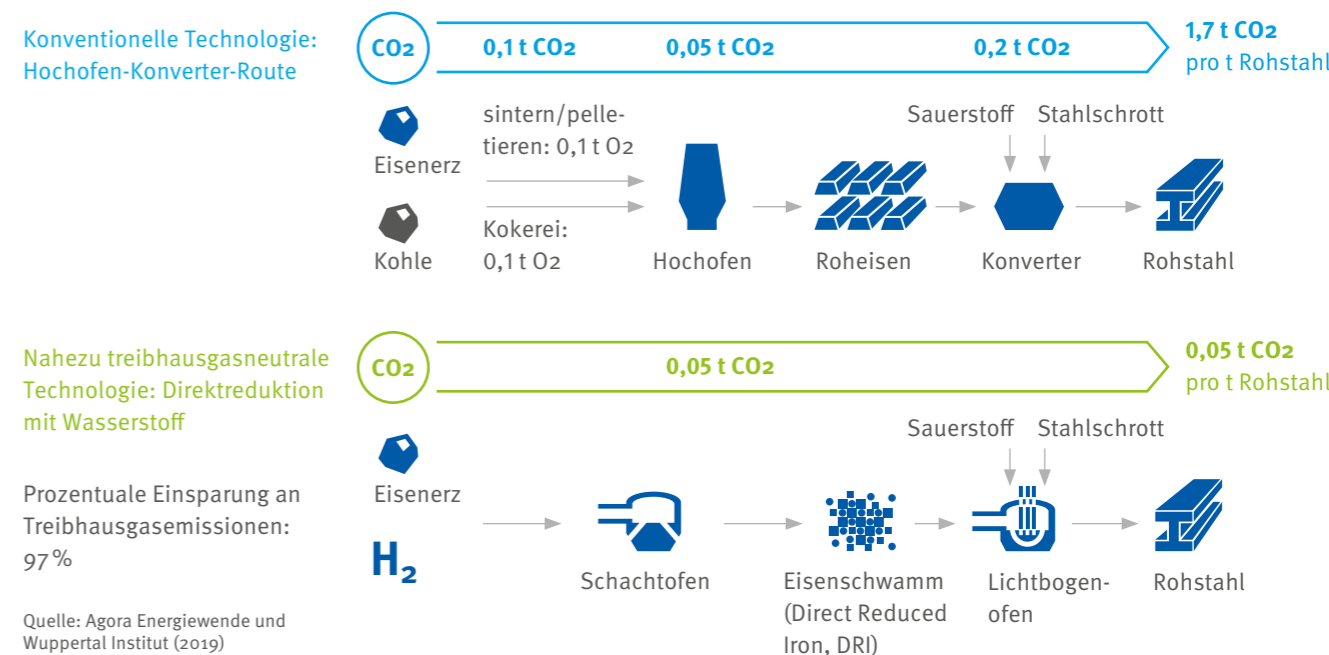 Konventionelle Technologie:
Hochofen-Konverter-Route
CO2
0,1 t CO2
0,05 t CO2
0,2 t CO2
1,7 t CO2
pro t Rohstahl
Eisenerz
Kohle
sintern/pelle-
tieren: 0,1 t O2
Kokerei:
0,1 t O2
Hochofen
Roheisen
Sauerstoff
Stahlschrott
Konverter
Rohstahl
Nahezu treibhausgasneutrale
Technologie: Direktreduktion
mit Wasserstoff
CO2
0,05 t CO2
0,05 t CO2
pro t Rohstahl
Prozentuale Einsparung an
Treibhausgasemissionen:
97 %
Eisenerz
H2
Schachtofen
Eisenschwamm
(Direct Reduced
Iron, DRI)
Sauerstoff
Stahlschrott
Lichtbogen-
ofen
Rohstahl
Quelle: Agora Energiewende und
Wuppertal Institut (2019)